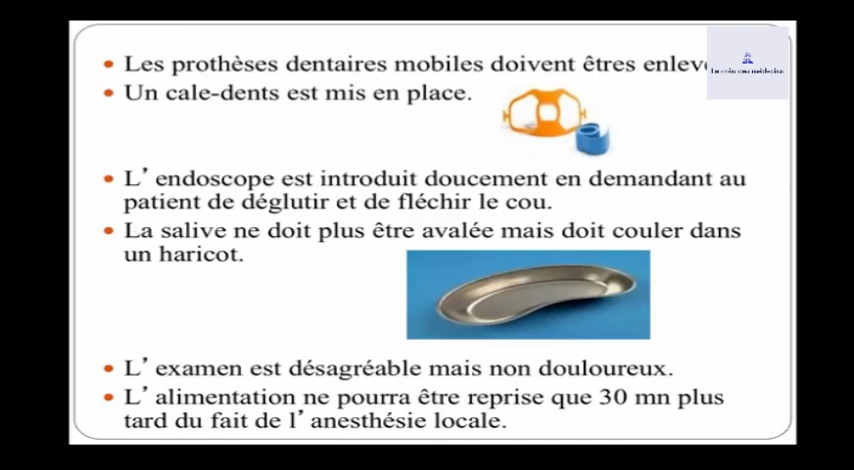 Les prothèses dentaires mobiles doivent êtres
Un cale-dents est mis en place.
L' endoscope est introduit doucement en demandant au
patient de déglutir et de fléchir le cou.
La salive ne doit plus être avalée mais doit couler dans
un haricot.
L' examen est désagréable mais non douloureux.
L' alimentation ne pourra être reprise que 30 mn plus
tard du fait de l' anesthésie locale.